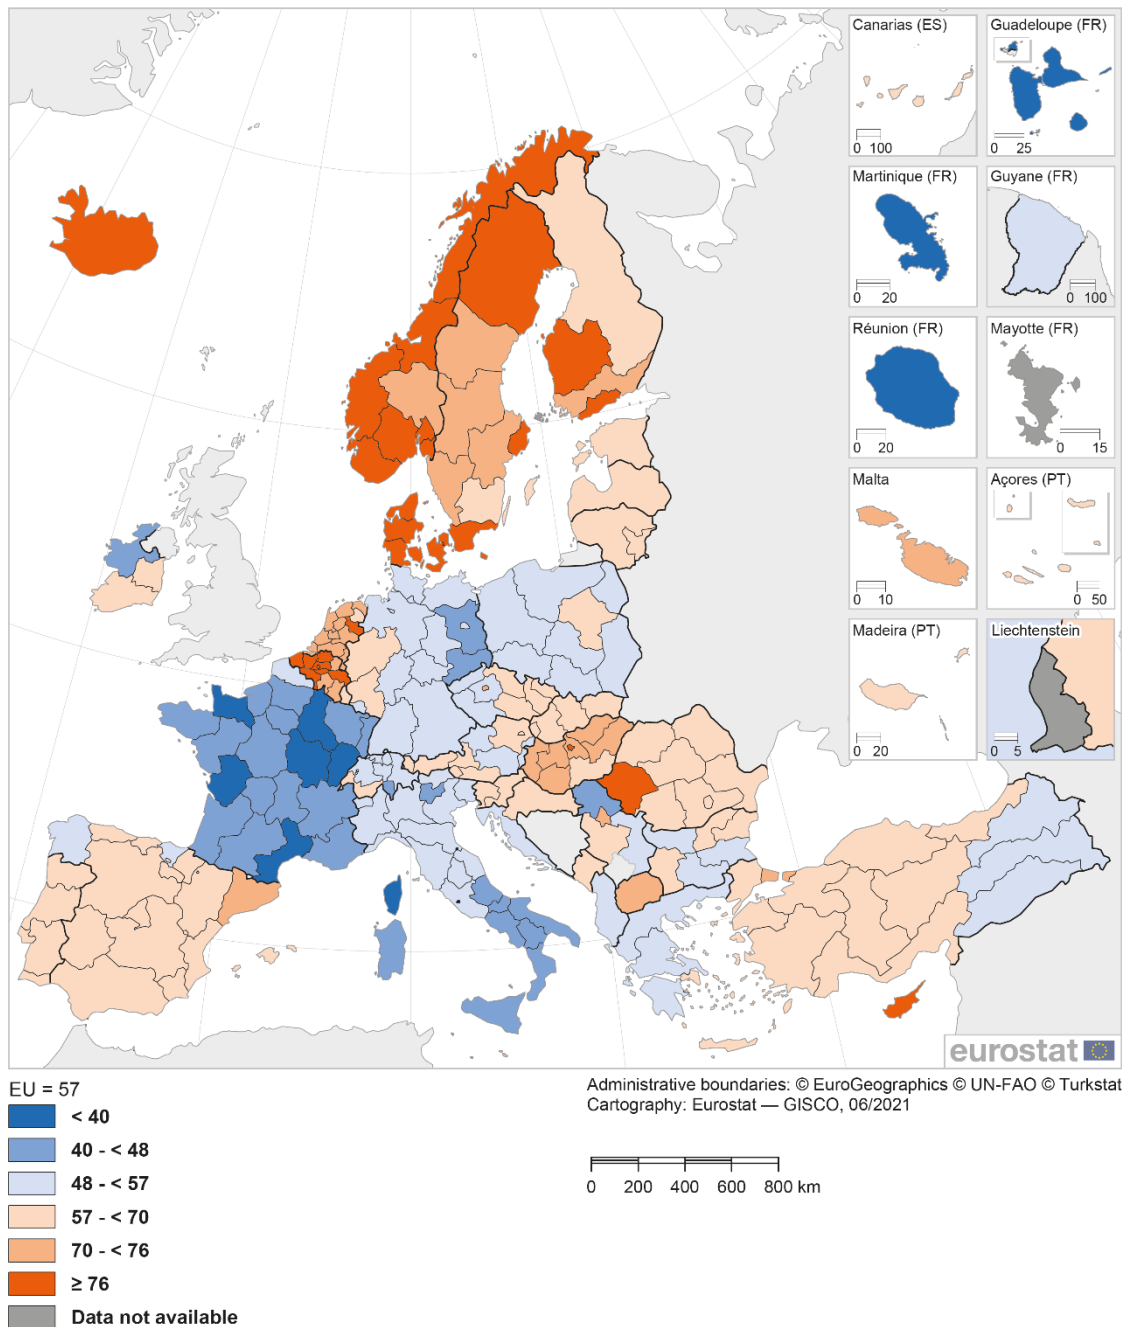 Canarias (ES)
0 100
Guadeloupe (FR)
0 25
Martinique (FR)
0 20
Guyane (FR)
0 100
Réunion (FR)
0 20
Mayotte (FR)
0 15
Malta
0 10
Açores (PT)
0 50
Madeira (PT)
0 20
Liechtenstein
0 5
eurostat
EU = 57
< 40
40 - < 48
48 - < 57
57 - < 70
70 - < 76
≥ 76
Data not available
Administrative boundaries: © EuroGeographics © UN-FAO © Turkstat
Cartography: Eurostat — GISCO, 06/2021
0 200 400 600 800 km